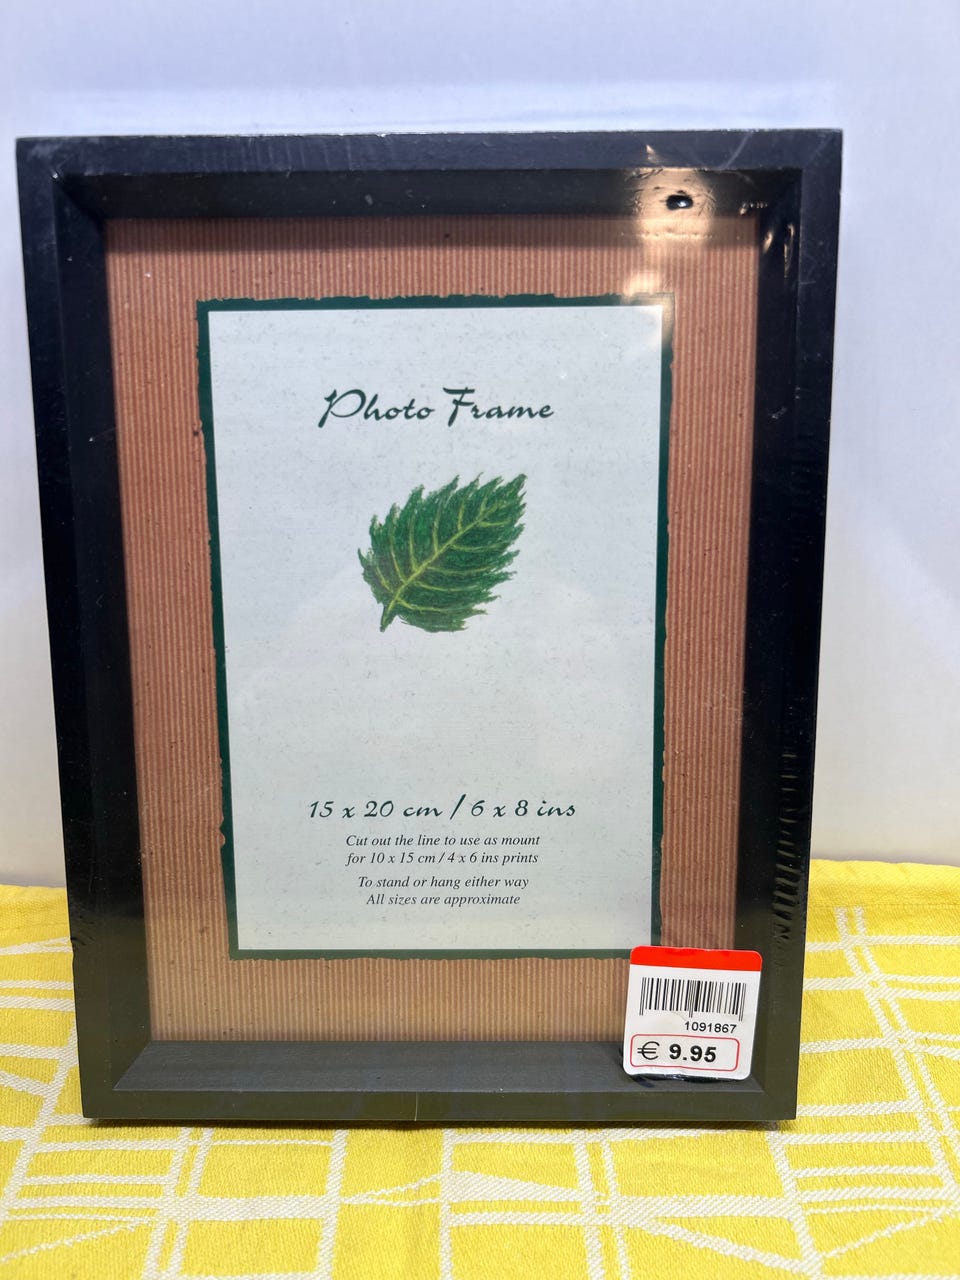 Photo Frame
15 x 20 cm / 6 x 8 ins
Cut out the line to use as mount
for 10 x 15 cm / 4 x 6 ins prints
To stand or hang either way
All sizes are approximate
1091867
€ 9.95